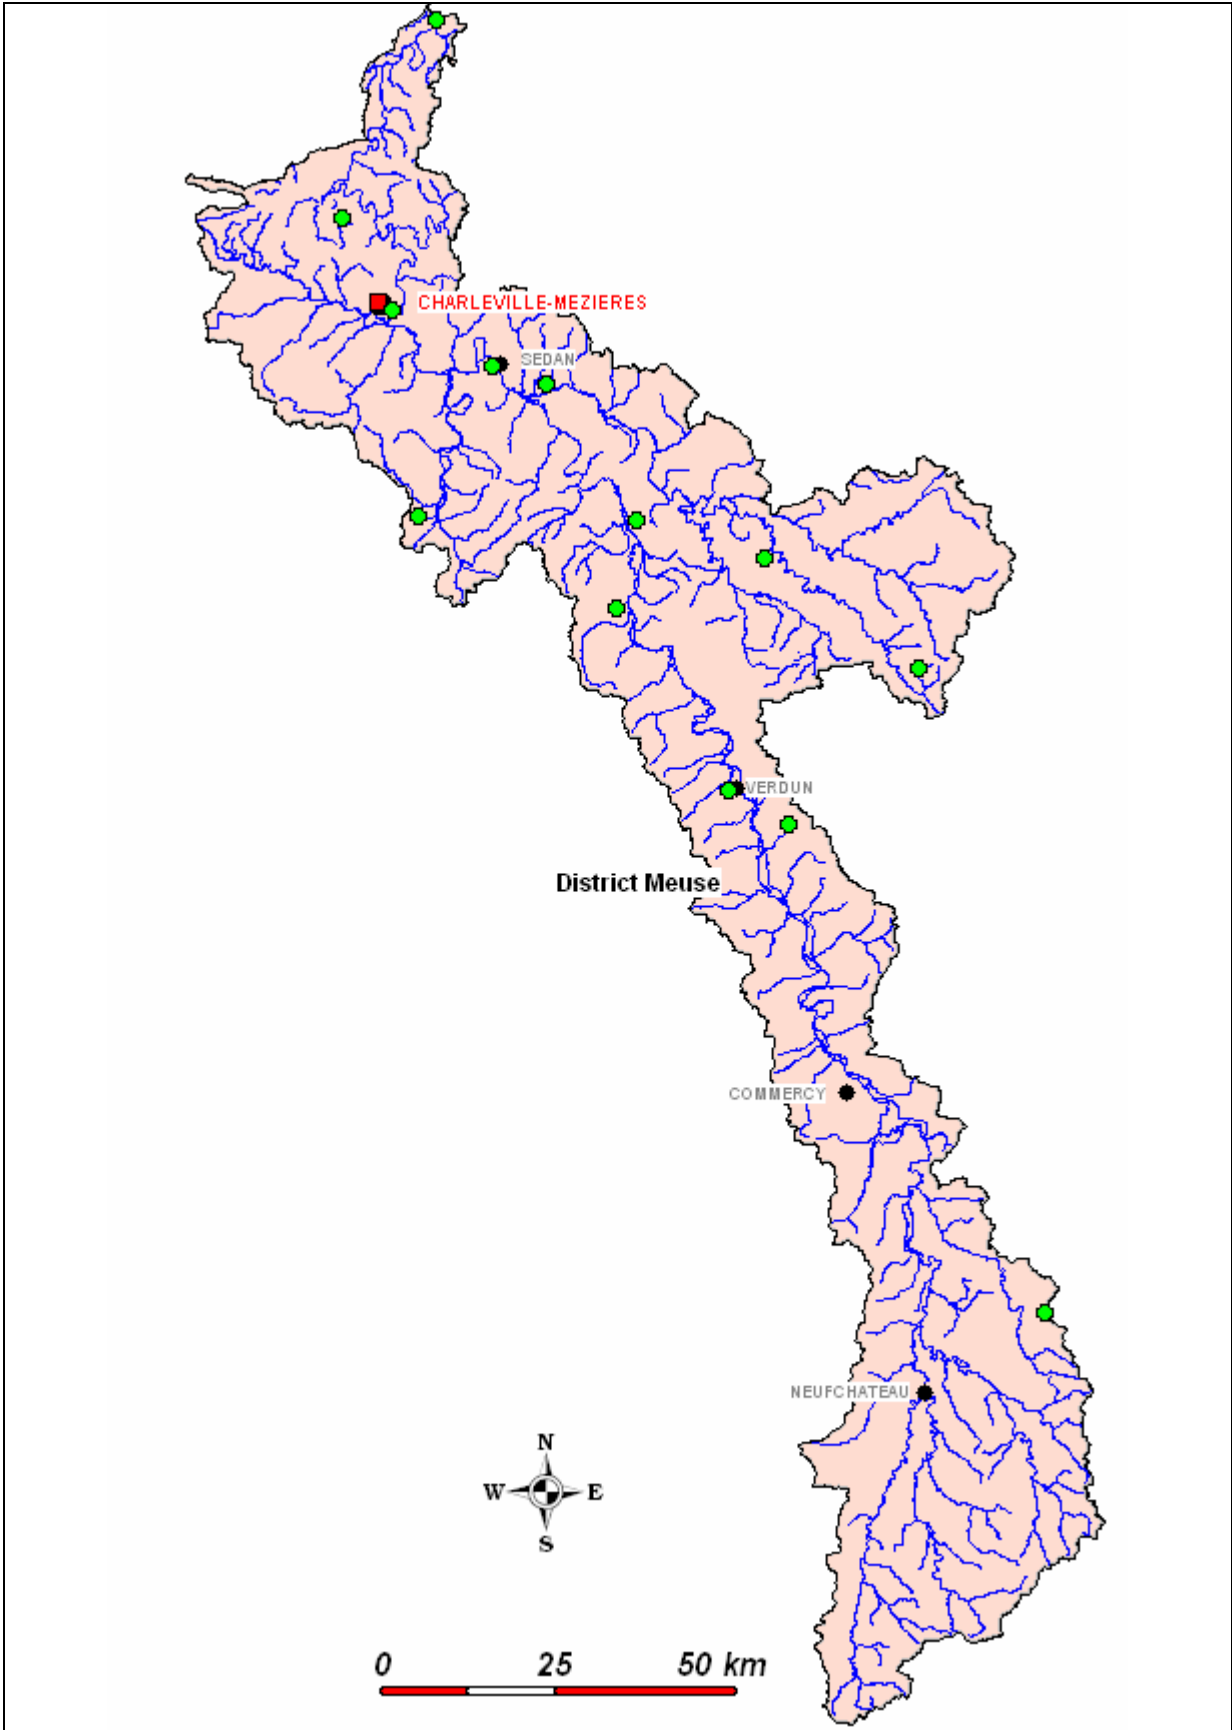 CHARLEVILLE-MEZIERES
SEDAN
VERDUN
District Meuse
COMMERCY
NEUFCHATEAU
N
W E
S
0 25 50 km